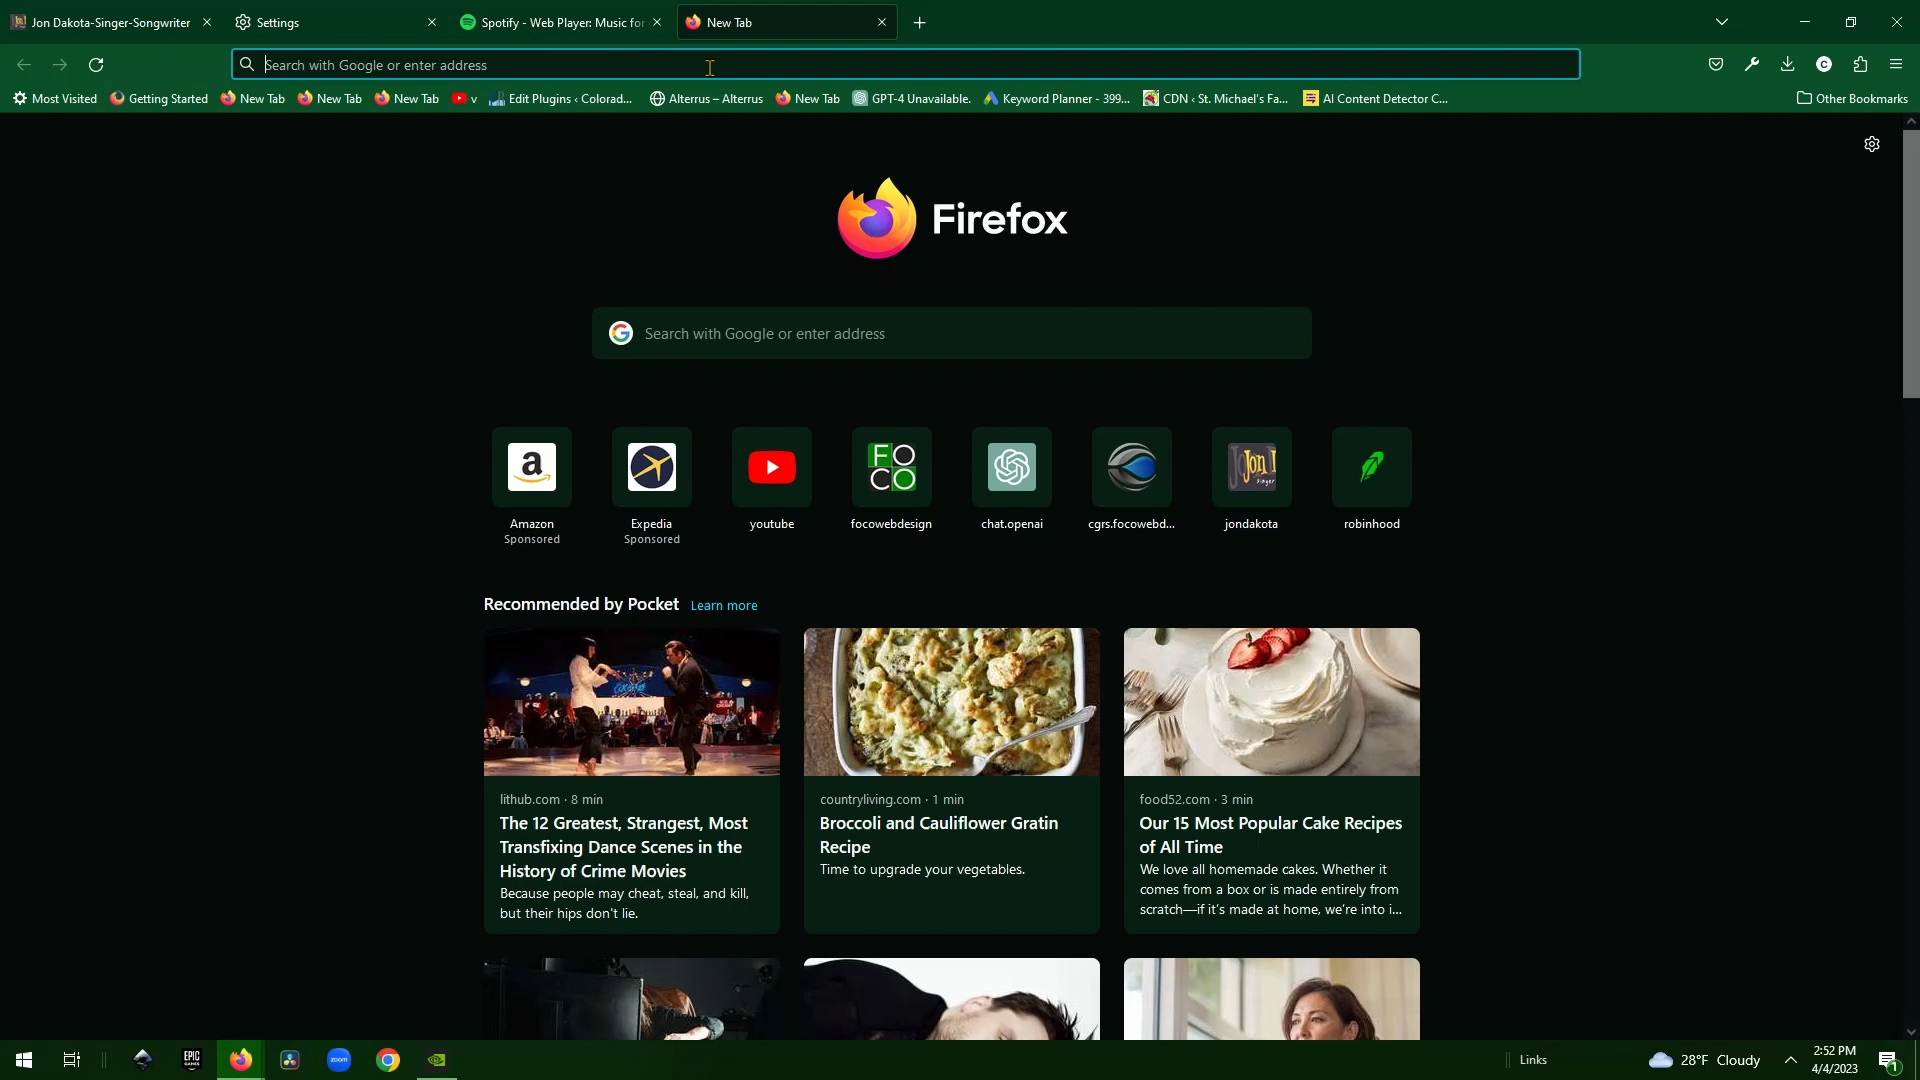 Jon Dakota-Singer-Songwriter
Settings
Spotify - Web Player: Music for
New Tab
Search with Google or enter address
C
Most Visited
Getting Started
New Tab
New Tab
New Tab
v
Edit Plugins ‹ Colorad...
Alterrus – Alterrus
New Tab
GPT-4 Unavailable.
Keyword Planner - 399...
CDN ‹ St. Michael's Fa...
AI Content Detector C...
Other Bookmarks
Firefox
Search with Google or enter address
Amazon
Sponsored
Expedia
Sponsored
youtube
FO
CO
focowebdesign
chat.openai
cgrs.focowebd...
jondakota
robinhood
Recommended by Pocket Learn more
lithub.com · 8 min
The 12 Greatest, Strangest, Most
Transfixing Dance Scenes in the
History of Crime Movies
Because people may cheat, steal, and kill,
but their hips don't lie.
countryliving.com · 1 min
Broccoli and Cauliflower Gratin
Recipe
Time to upgrade your vegetables.
food52.com · 3 min
Our 15 Most Popular Cake Recipes
of All Time
We love all homemade cakes. Whether it
comes from a box or is made entirely from
scratch—if it's made at home, we're into i...
EPIC
GAMES
zoom
Links
28°F Cloudy
2:52 PM
4/4/2023
1